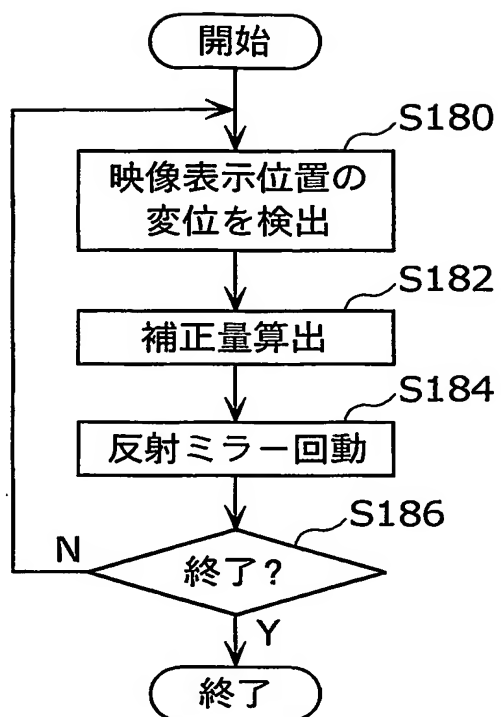 開始
S180
映像表示位置の
変位を検出
S182
補正量算出
S184
反射ミラー回動
S186
N
終了?
Y
終了